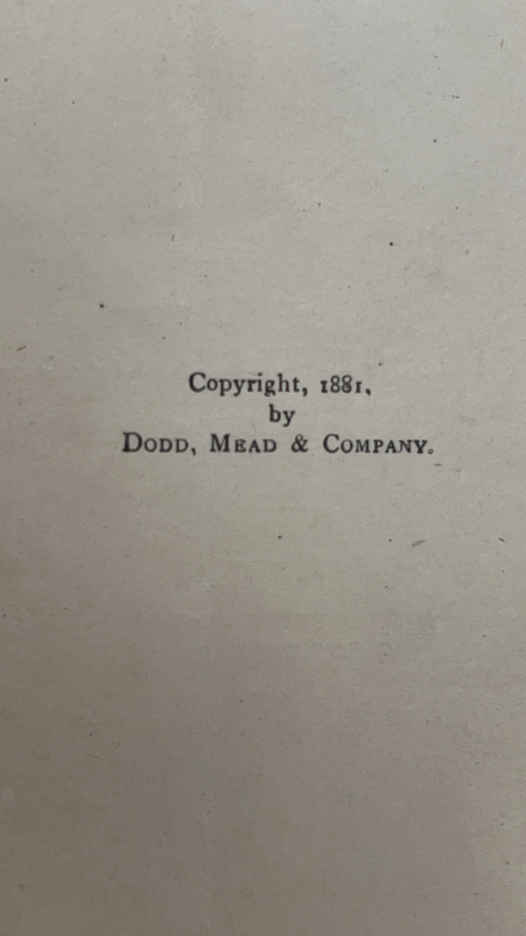 Copyright, 1881,
by
DODD, MEAD & COMPANY.